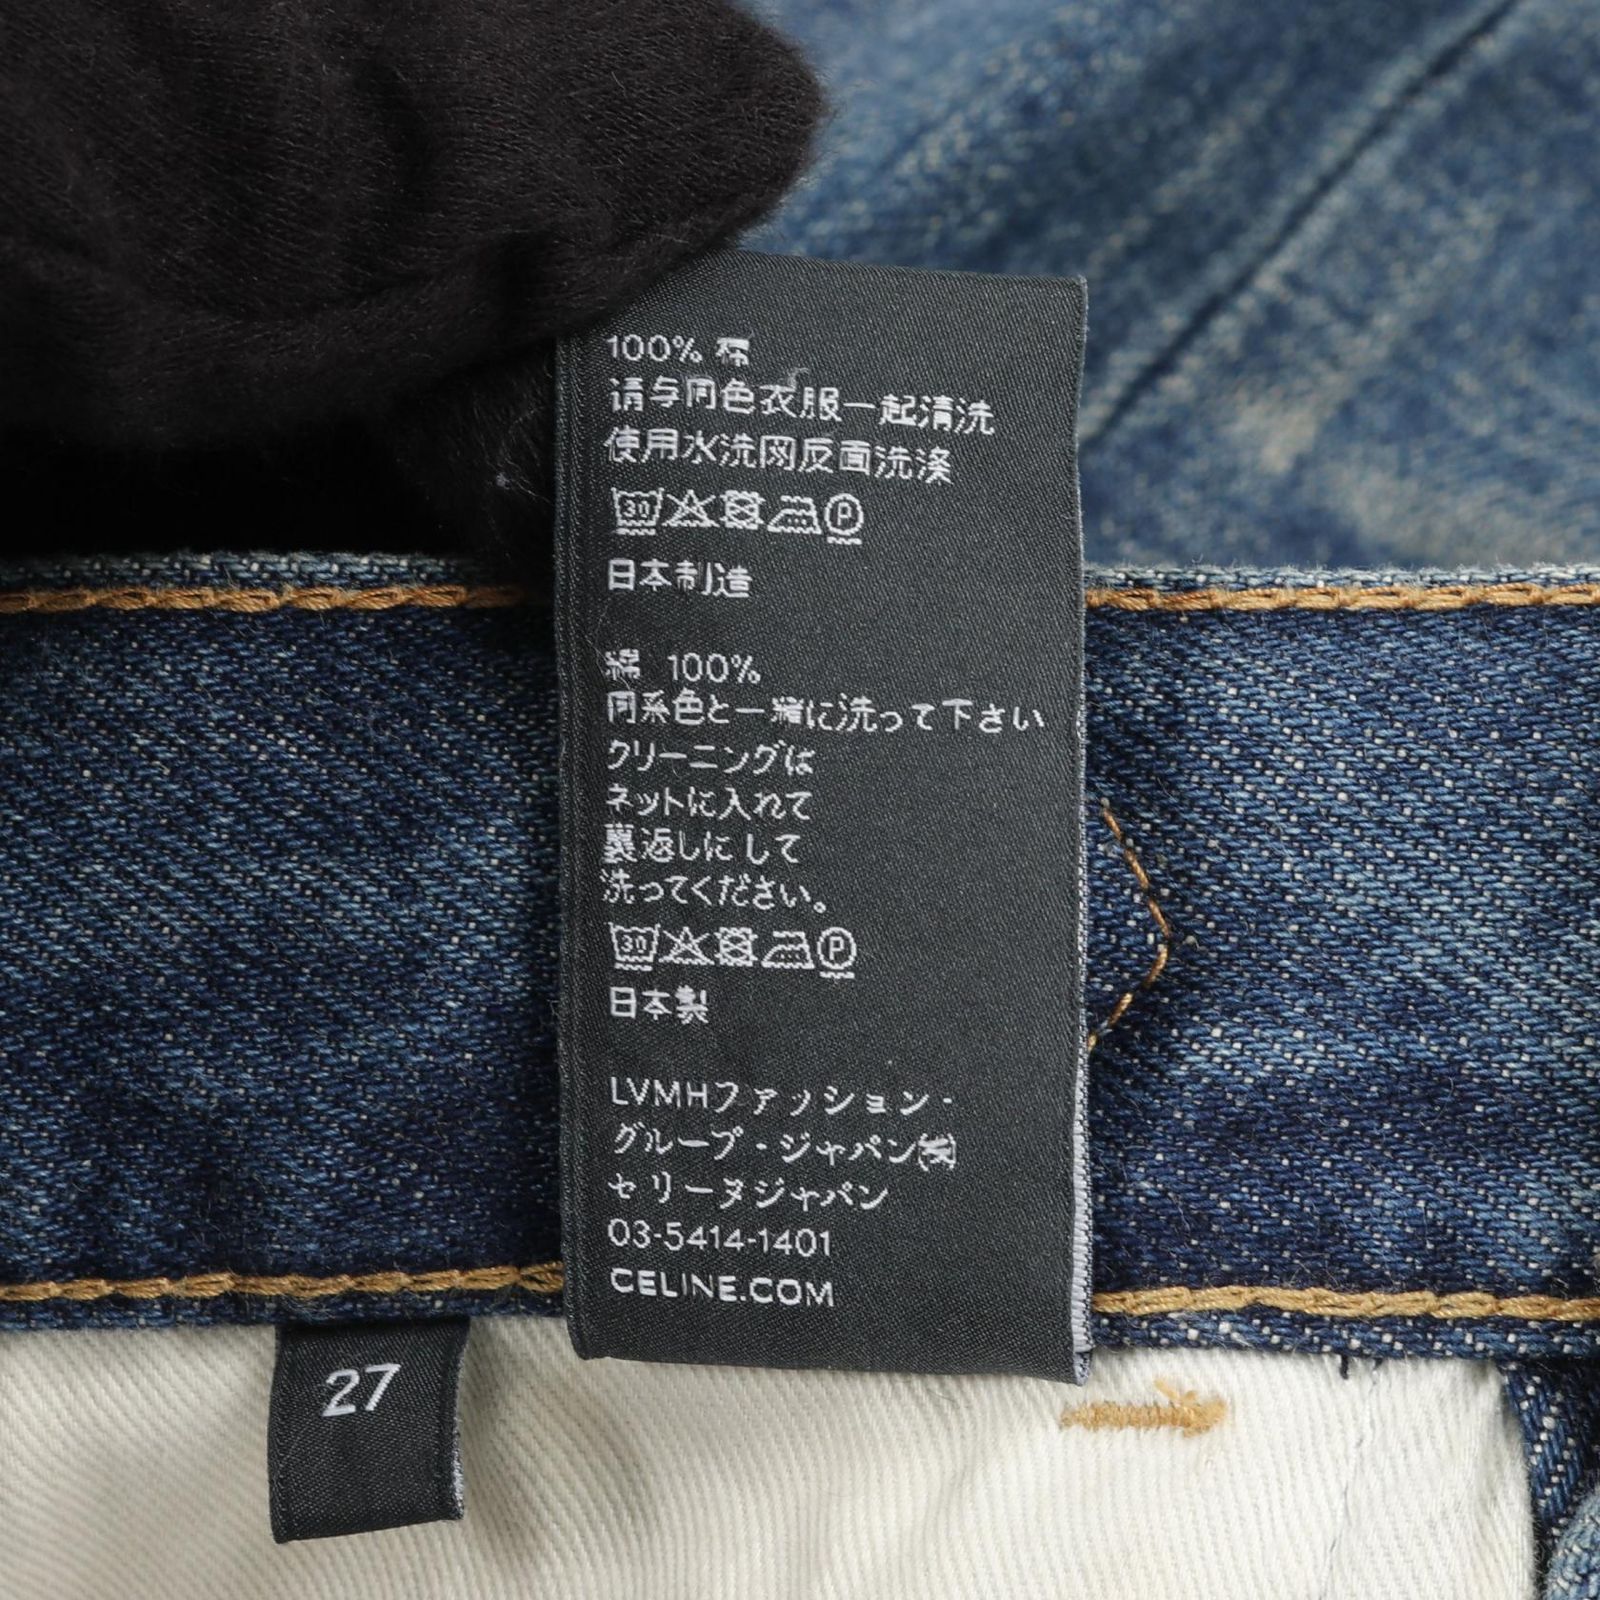 100% 棉
请与同色衣服一起清洗
使用水洗网反面洗涤
30 P
日本制造
綿 100%
同系色と一緒に洗って下さい
クリーニングは
ネットに入れて
裏返しにして
洗ってください。
30 P
日本製
LVMHファッション・
グループ・ジャパン㈱
セリーヌジャパン
03-5414-1401
CELINE.COM
27